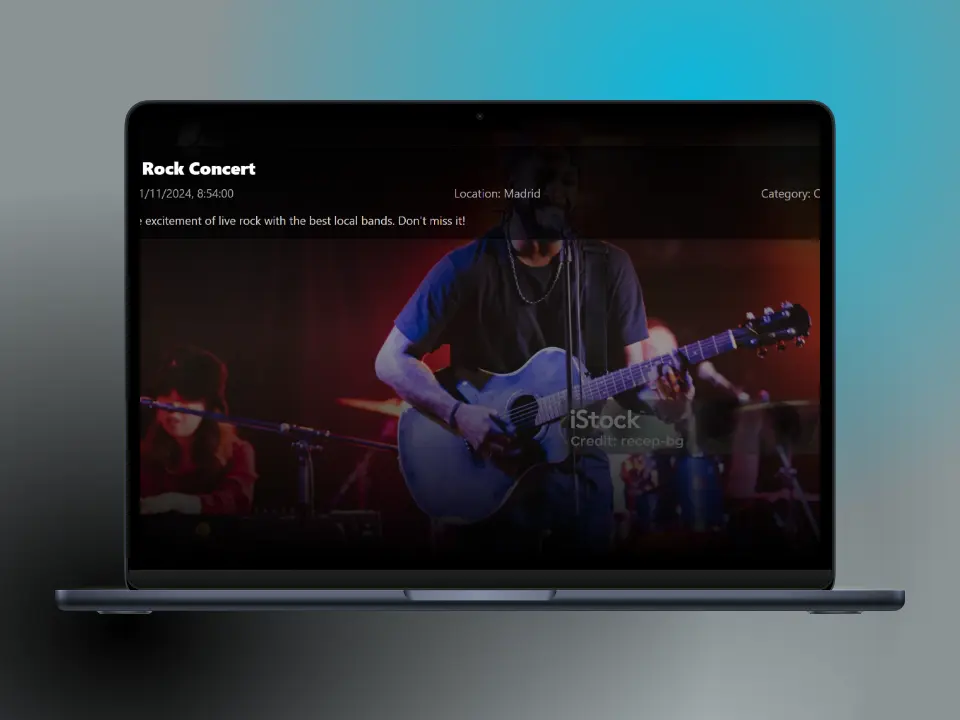 Rock Concert
1/11/2024, 8:54:00
Location: Madrid
Category: C
excitement of live rock with the best local bands. Don't miss it!
iStock
Credit: recep-bg